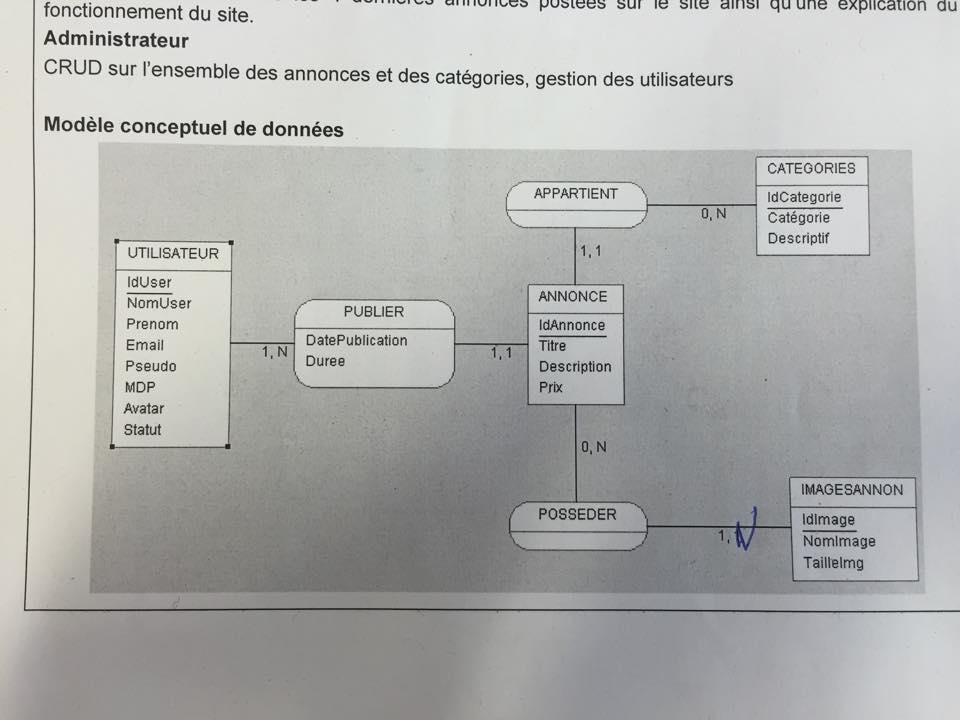 dernières annonces postées sur le site ainsi qu'une explication du
fonctionnement du site.
Administrateur
CRUD sur l'ensemble des annonces et des catégories, gestion des utilisateurs
Modèle conceptuel de données
CATEGORIES
IdCategorie
Catégorie
Descriptif
APPARTIENT
0, N
1, 1
UTILISATEUR
IdUser
NomUser
Prenom
Email
Pseudo
MDP
Avatar
Statut
1, N
PUBLIER
DatePublication
Duree
1, 1
ANNONCE
IdAnnonce
Titre
Description
Prix
0, N
POSSEDER
1, N
IMAGESANNON
IdImage
NomImage
TailleImg